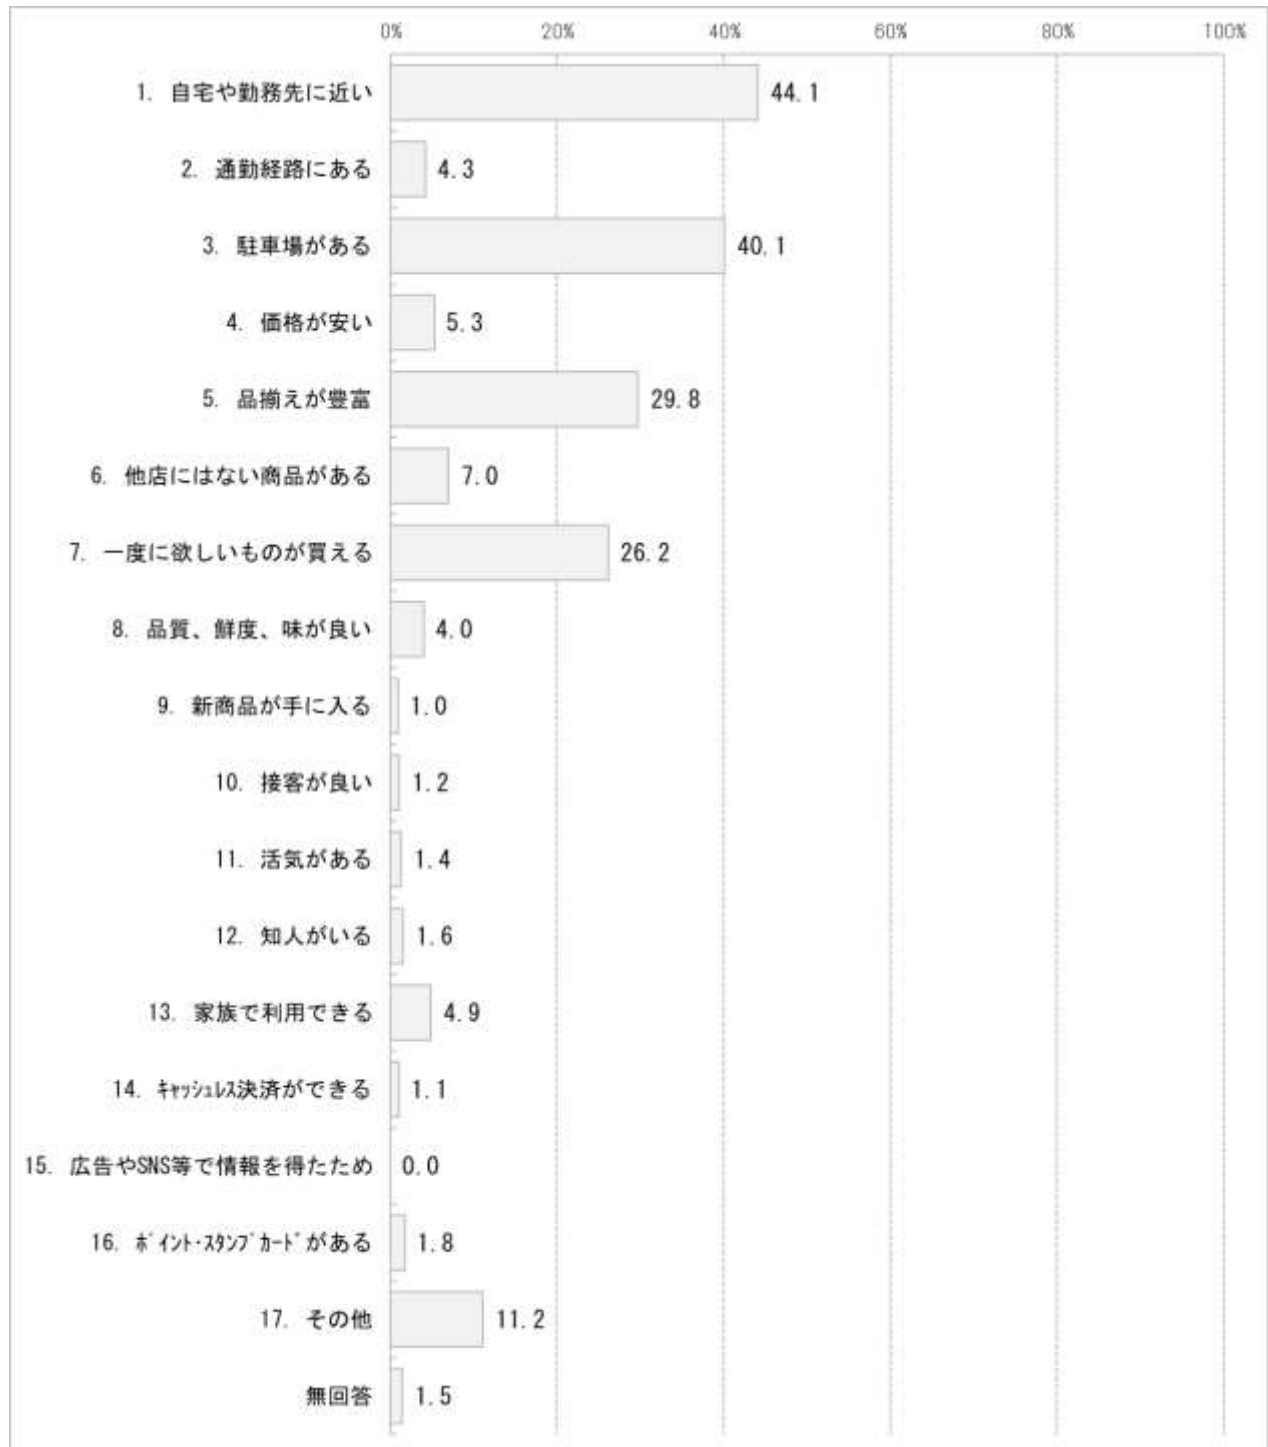 0% 20% 40% 60% 80% 100%
1. 自宅や勤務先に近い 44.1
2. 通勤経路にある 4.3
3. 駐車場がある 40.1
4. 価格が安い 5.3
5. 品揃えが豊富 29.8
6. 他店にはない商品がある 7.0
7. 一度に欲しいものが買える 26.2
8. 品質、鮮度、味が良い 4.0
9. 新商品が手に入る 1.0
10. 接客が良い 1.2
11. 活気がある 1.4
12. 知人がいる 1.6
13. 家族で利用できる 4.9
14. ｷｬｯｼｭﾚｽ決済ができる 1.1
15. 広告やSNS等で情報を得たため 0.0
16. ﾎﾟｲﾝﾄ･ｽﾀﾝﾌﾟｶｰﾄﾞがある 1.8
17. その他 11.2
無回答 1.5